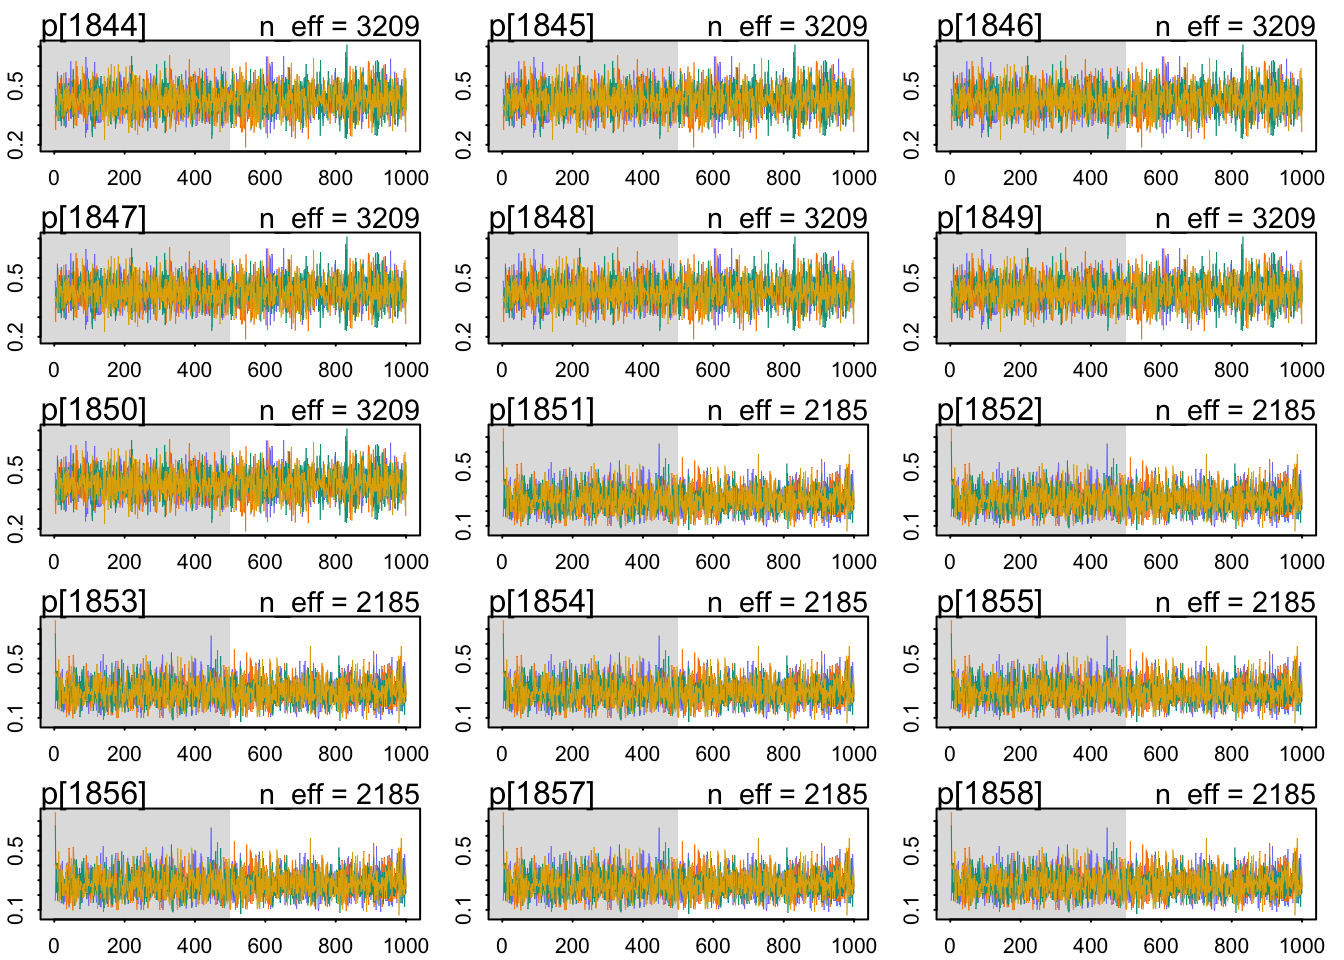 p[1844] n_eff = 3209 p[1845] n_eff = 3209 p[1846] n_eff = 3209
0.2 0.5 0.2 0.5 0.2 0.5
0 200 400 600 800 1000 0 200 400 600 800 1000 0 200 400 600 800 1000
p[1847] n_eff = 3209 p[1848] n_eff = 3209 p[1849] n_eff = 3209
0.2 0.5 0.2 0.5 0.2 0.5
0 200 400 600 800 1000 0 200 400 600 800 1000 0 200 400 600 800 1000
p[1850] n_eff = 3209 p[1851] n_eff = 2185 p[1852] n_eff = 2185
0.2 0.5 0.1 0.5 0.1 0.5
0 200 400 600 800 1000 0 200 400 600 800 1000 0 200 400 600 800 1000
p[1853] n_eff = 2185 p[1854] n_eff = 2185 p[1855] n_eff = 2185
0.1 0.5 0.1 0.5 0.1 0.5
0 200 400 600 800 1000 0 200 400 600 800 1000 0 200 400 600 800 1000
p[1856] n_eff = 2185 p[1857] n_eff = 2185 p[1858] n_eff = 2185
0.1 0.5 0.1 0.5 0.1 0.5
0 200 400 600 800 1000 0 200 400 600 800 1000 0 200 400 600 800 1000